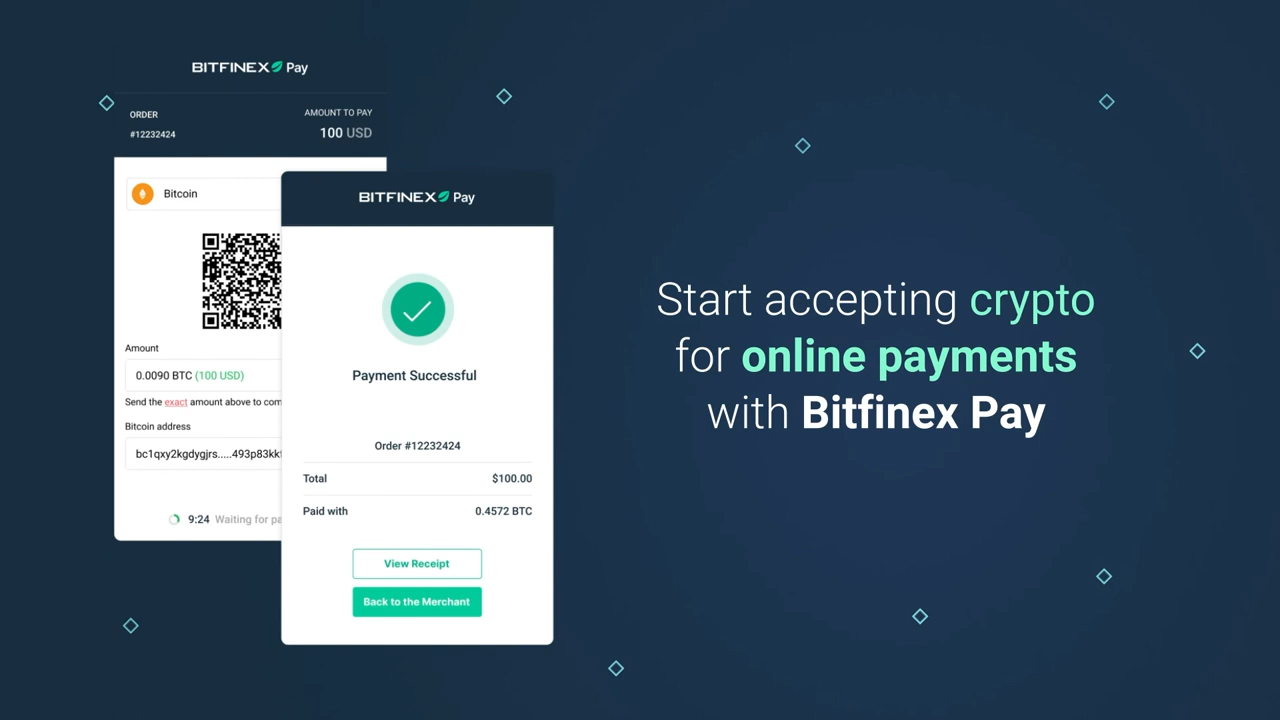 BITFINEX Pay
ORDER
#12232424
AMOUNT TO PAY
100 USD
Bitcoin
Amount
0.0090 BTC (100 USD)
Send the exact amount above to com
Bitcoin address
bc1qxy2kgdygjrs.....493p83kk
9:24 Waiting for pa
BITFINEX Pay
Payment Successful
Order #12232424
Total $100.00
Paid with 0.4572 BTC
View Receipt
Back to the Merchant
Start accepting crypto
for online payments
with Bitfinex Pay